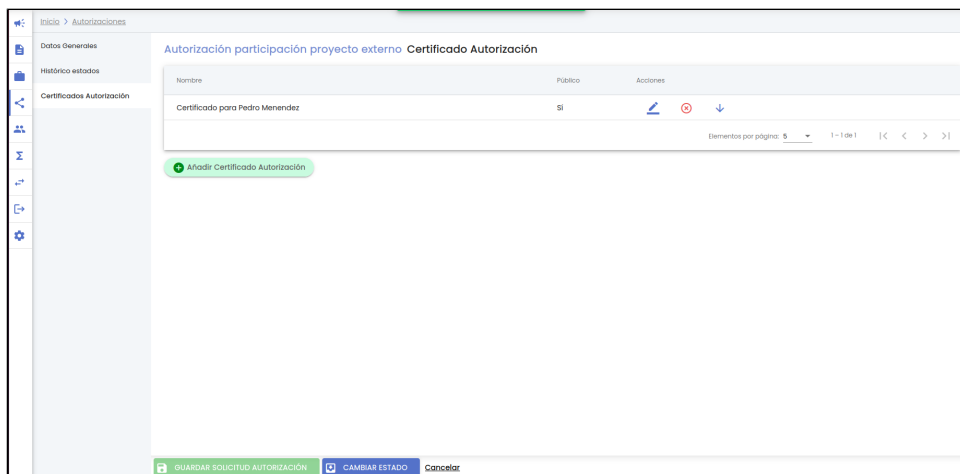 Inicio > Autorizaciones
Datos Generales
Histórico estados
Certificados Autorización
Autorización participación proyecto externo Certificado Autorización
Nombre Público Acciones
Certificado para Pedro Menendez Sí
Elementos por página: 5 1 – 1 de 1
Añadir Certificado Autorización
GUARDAR SOLICITUD AUTORIZACIÓN CAMBIAR ESTADO Cancelar